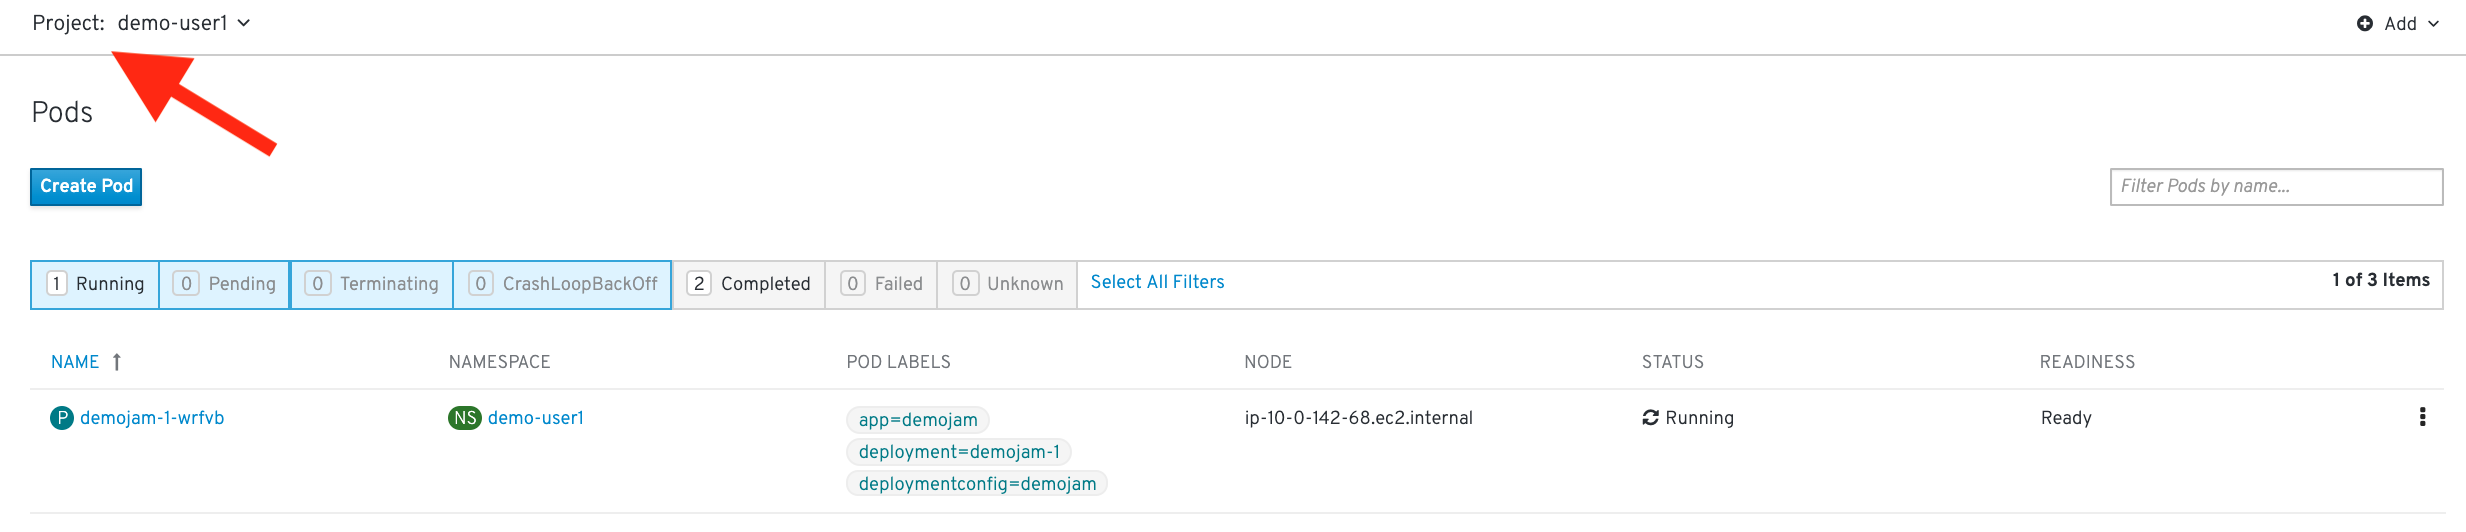 Project: demo-user1
Add
Pods
Create Pod
Filter Pods by name...
1 Running 0 Pending 0 Terminating 0 CrashLoopBackOff 2 Completed 0 Failed 0 Unknown Select All Filters 1 of 3 Items
NAME NAMESPACE POD LABELS NODE STATUS READINESS
P demojam-1-wrfvb NS demo-user1 app=demojam ip-10-0-142-68.ec2.internal Running Ready
deployment=demojam-1
deploymentconfig=demojam